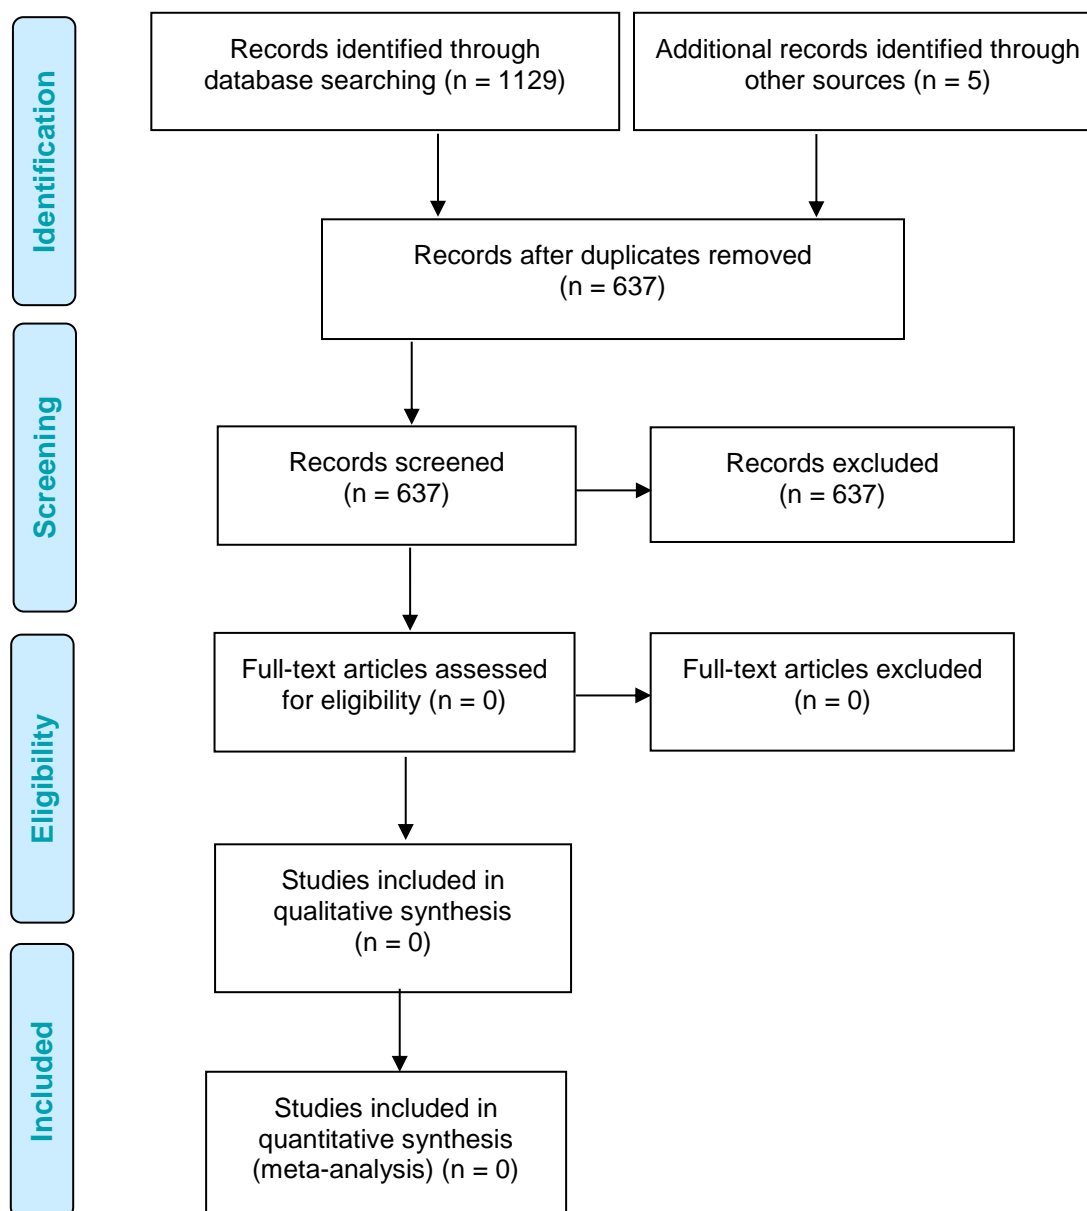 Identification
Records identified through
database searching (n = 1129)
Additional records identified through
other sources (n = 5)
Records after duplicates removed
(n = 637)
Screening
Records screened
(n = 637)
Records excluded
(n = 637)
Eligibility
Full-text articles assessed
for eligibility (n = 0)
Full-text articles excluded
(n = 0)
Studies included in
qualitative synthesis
(n = 0)
Included
Studies included in
quantitative synthesis
(meta-analysis) (n = 0)